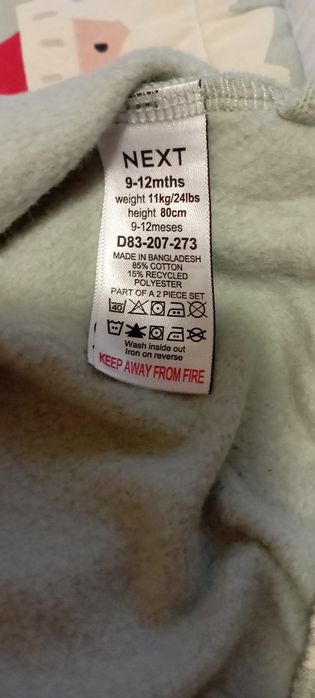 NEXT
9-12mths
weight 11kg/24lbs
height 80cm
9-12meses
D83-207-273
MADE IN BANGLADESH
85% COTTON
15% RECYCLED
POLYESTER
PART OF A 2 PIECE SET
40
Wash inside out
Iron on reverse
KEEP AWAY FROM FIRE